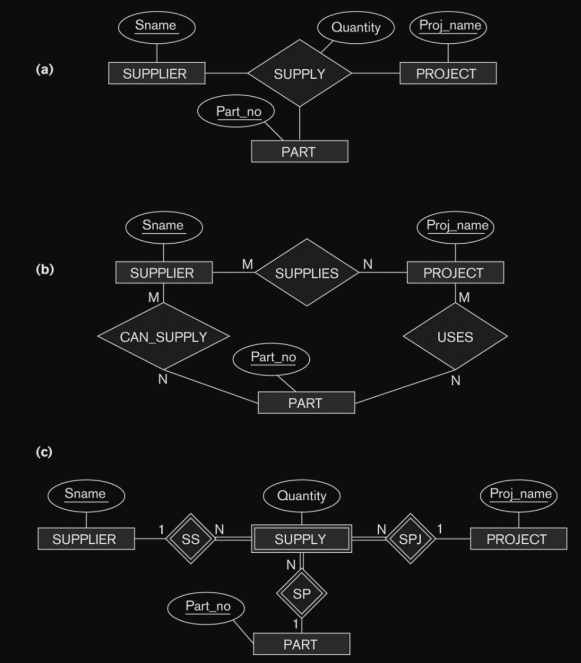 (a)
Sname
Quantity
Proj_name
SUPPLIER
SUPPLY
PROJECT
Part_no
PART
(b)
Sname
Proj_name
SUPPLIER
M
SUPPLIES
N
PROJECT
M
M
CAN_SUPPLY
USES
Part_no
N
N
PART
(c)
Sname
Quantity
Proj_name
SUPPLIER
1
SS
N
SUPPLY
N
SPJ
1
PROJECT
N
SP
Part_no
1
PART